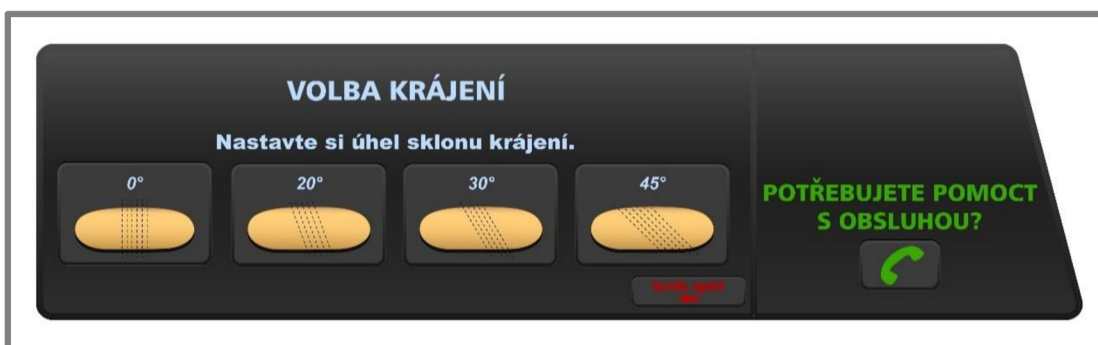 VOLBA KRÁJENÍ
Nastavte si úhel sklonu krájení.
0°
20°
30°
45°
POTŘEBUJETE POMOCT
S OBSLUHOU?